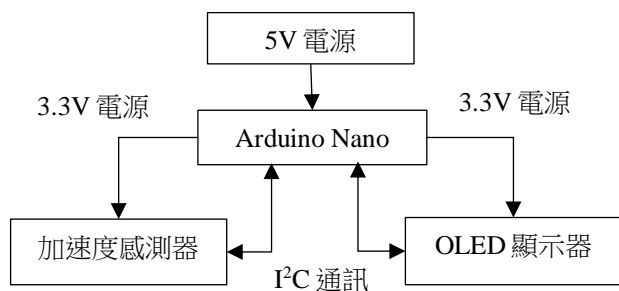 5V 電源
3.3V 電源
3.3V 電源
Arduino Nano
加速度感測器
OLED 顯示器
I²C 通訊